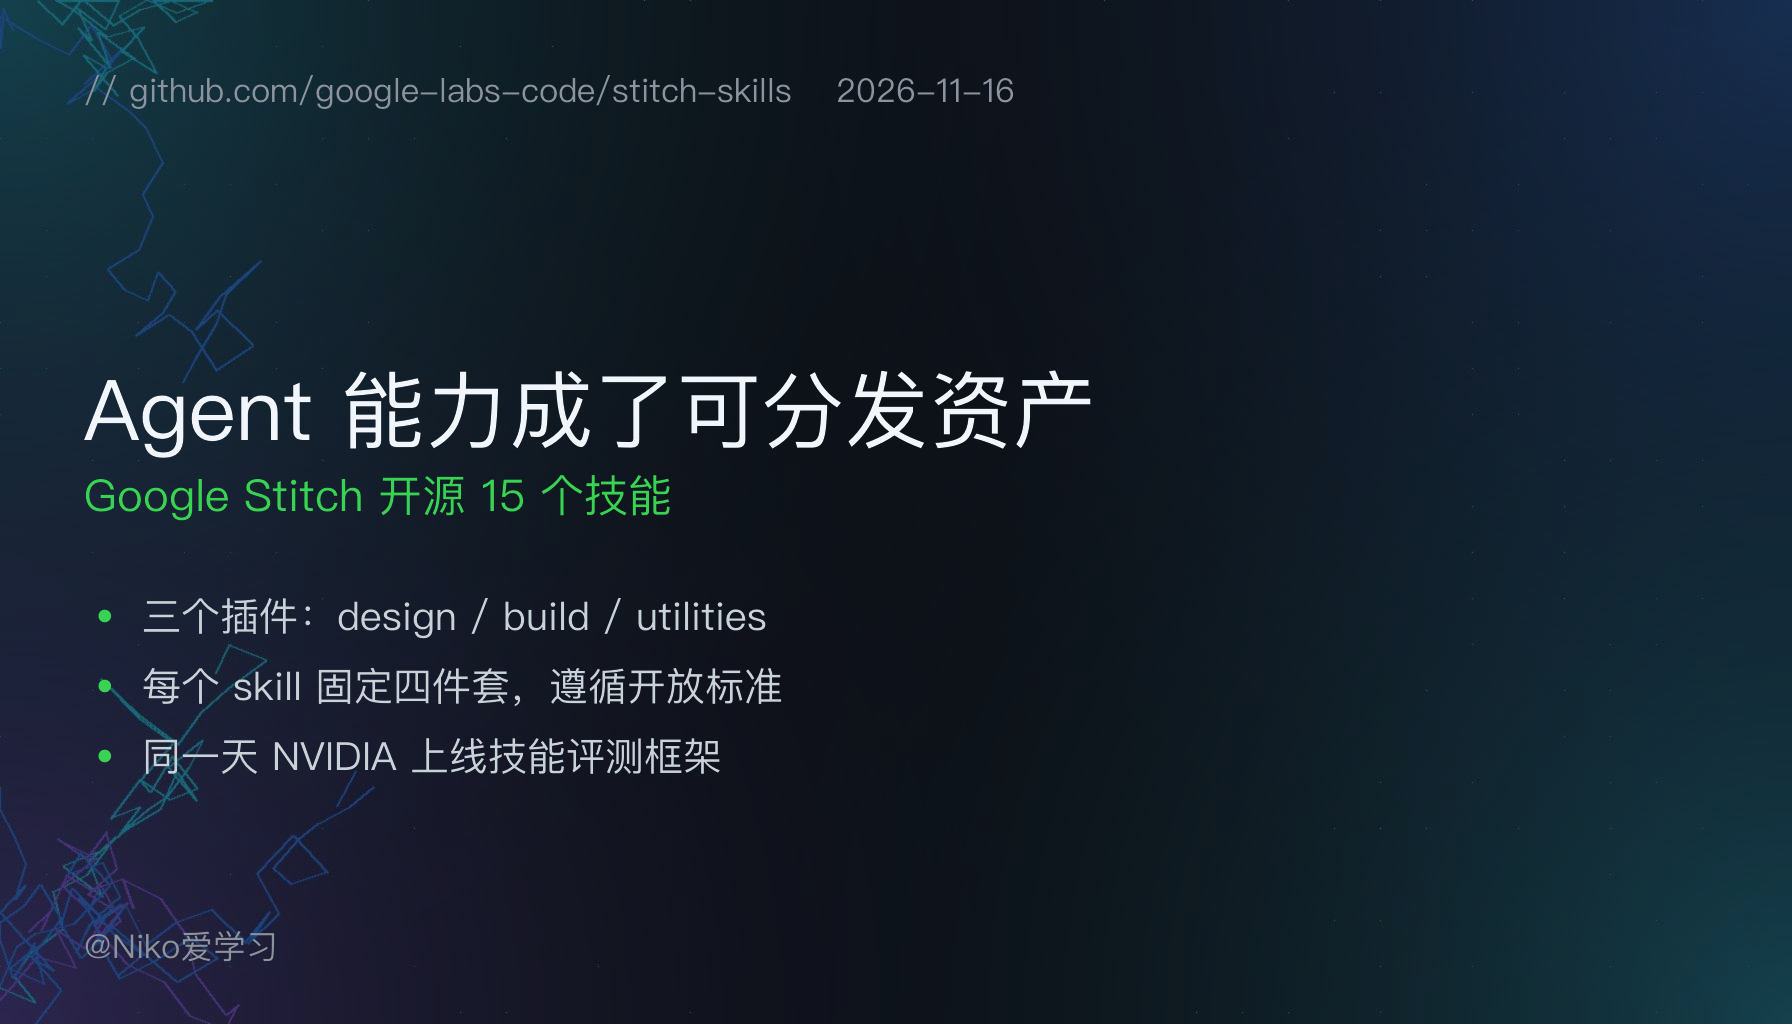 // github.com/google-labs-code/stitch-skills 2026-11-16
Agent 能力成了可分发资产
Google Stitch 开源 15 个技能
• 三个插件：design / build / utilities
• 每个 skill 固定四件套，遵循开放标准
• 同一天 NVIDIA 上线技能评测框架
@Niko爱学习